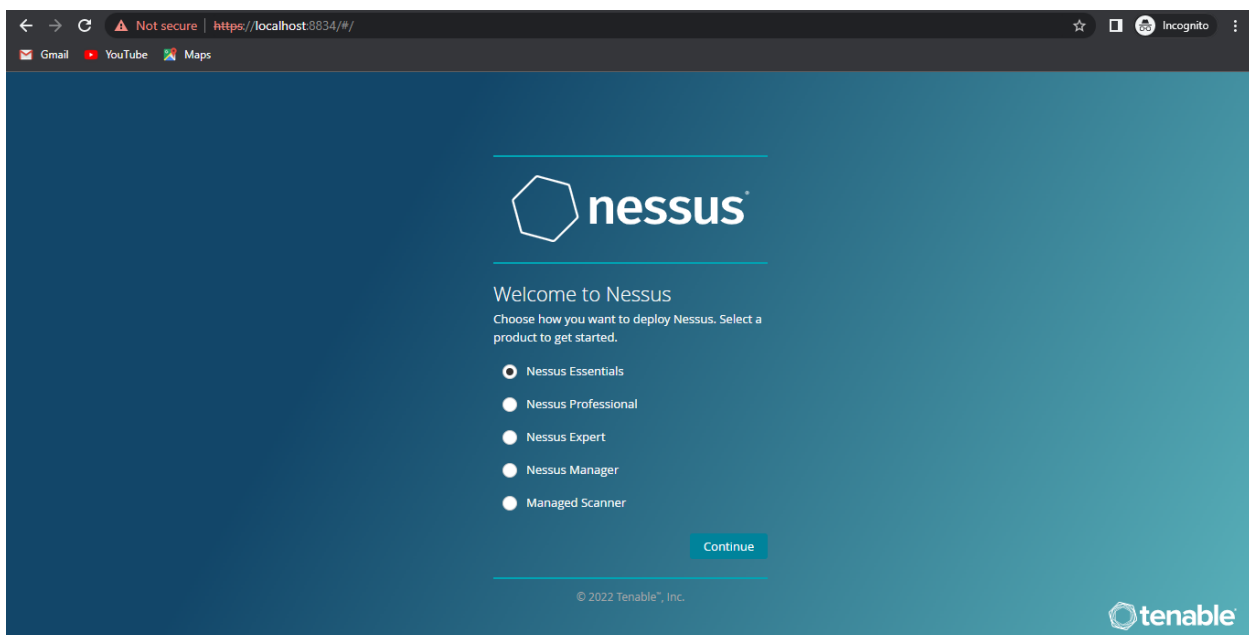 Not secure | https://localhost:8834/#/
Incognito
Gmail YouTube Maps
nessus®
Welcome to Nessus
Choose how you want to deploy Nessus. Select a
product to get started.
Nessus Essentials
Nessus Professional
Nessus Expert
Nessus Manager
Managed Scanner
Continue
© 2022 Tenable™, Inc.
tenable®